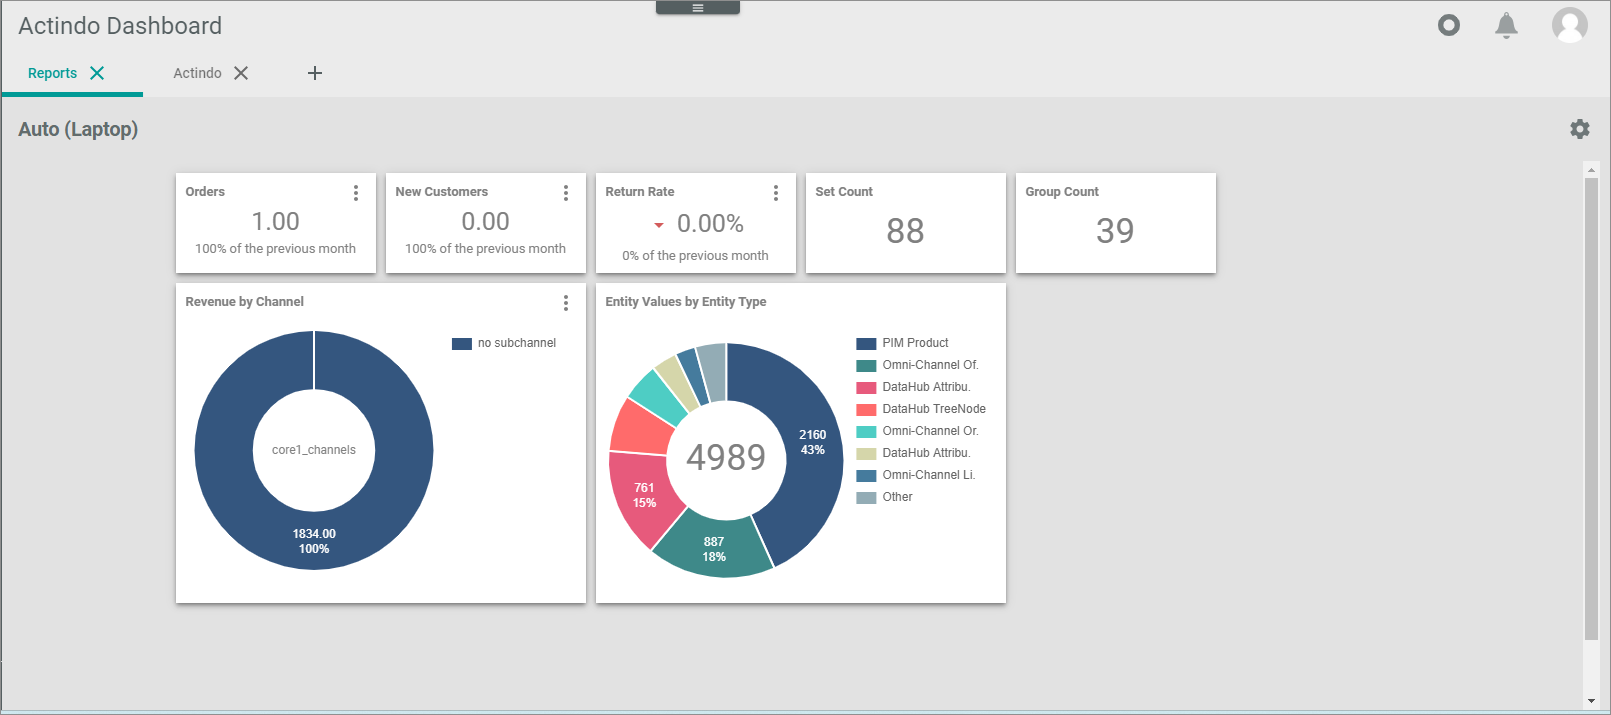 Actindo Dashboard
Reports
Actindo
Auto (Laptop)
Orders
1.00
100% of the previous month
New Customers
0.00
100% of the previous month
Return Rate
0.00%
0% of the previous month
Set Count
88
Group Count
39
Revenue by Channel
no subchannel
core1_channels
1834.00
100%
Entity Values by Entity Type
PIM Product
Omni-Channel Of.
DataHub Attribu.
DataHub TreeNode
Omni-Channel Or.
DataHub Attribu.
Omni-Channel Li.
Other
2160
43%
4989
761
15%
887
18%